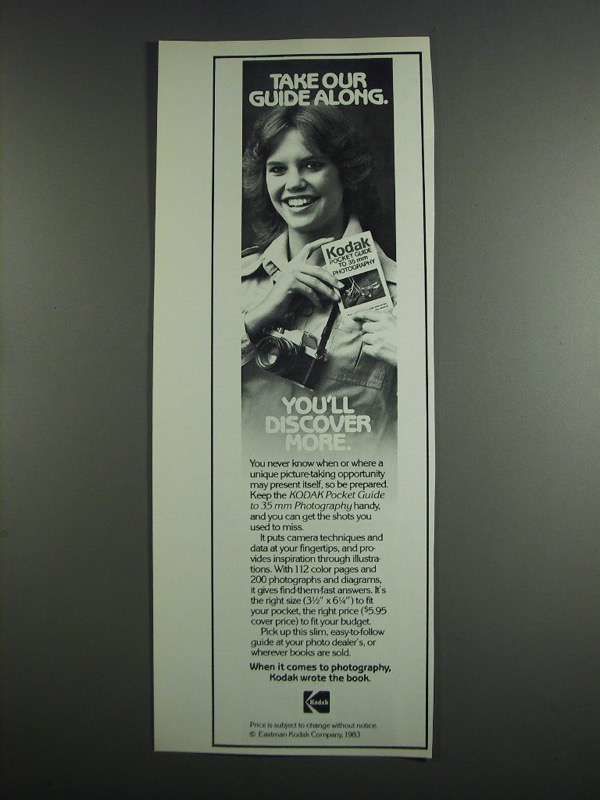 TAKE OUR
GUIDE ALONG.
Kodak
POCKET GUIDE
TO 35 mm
PHOTOGRAPHY
YOU'LL
DISCOVER
MORE.
You never know when or where a
unique picture-taking opportunity
may present itself, so be prepared.
Keep the KODAK Pocket Guide
to 35 mm Photography handy,
and you can get the shots you
used to miss.
It puts camera techniques and
data at your fingertips, and pro-
vides inspiration through illustra-
tions. With 112 color pages and
200 photographs and diagrams,
it gives find-them-fast answers. It's
the right size (3½" x 6¼") to fit
your pocket, the right price ($5.95
cover price) to fit your budget.
Pick up this slim, easy-to-follow
guide at your photo dealer's, or
wherever books are sold.
When it comes to photography,
Kodak wrote the book.
Kodak
Price is subject to change without notice.
© Eastman Kodak Company, 1983